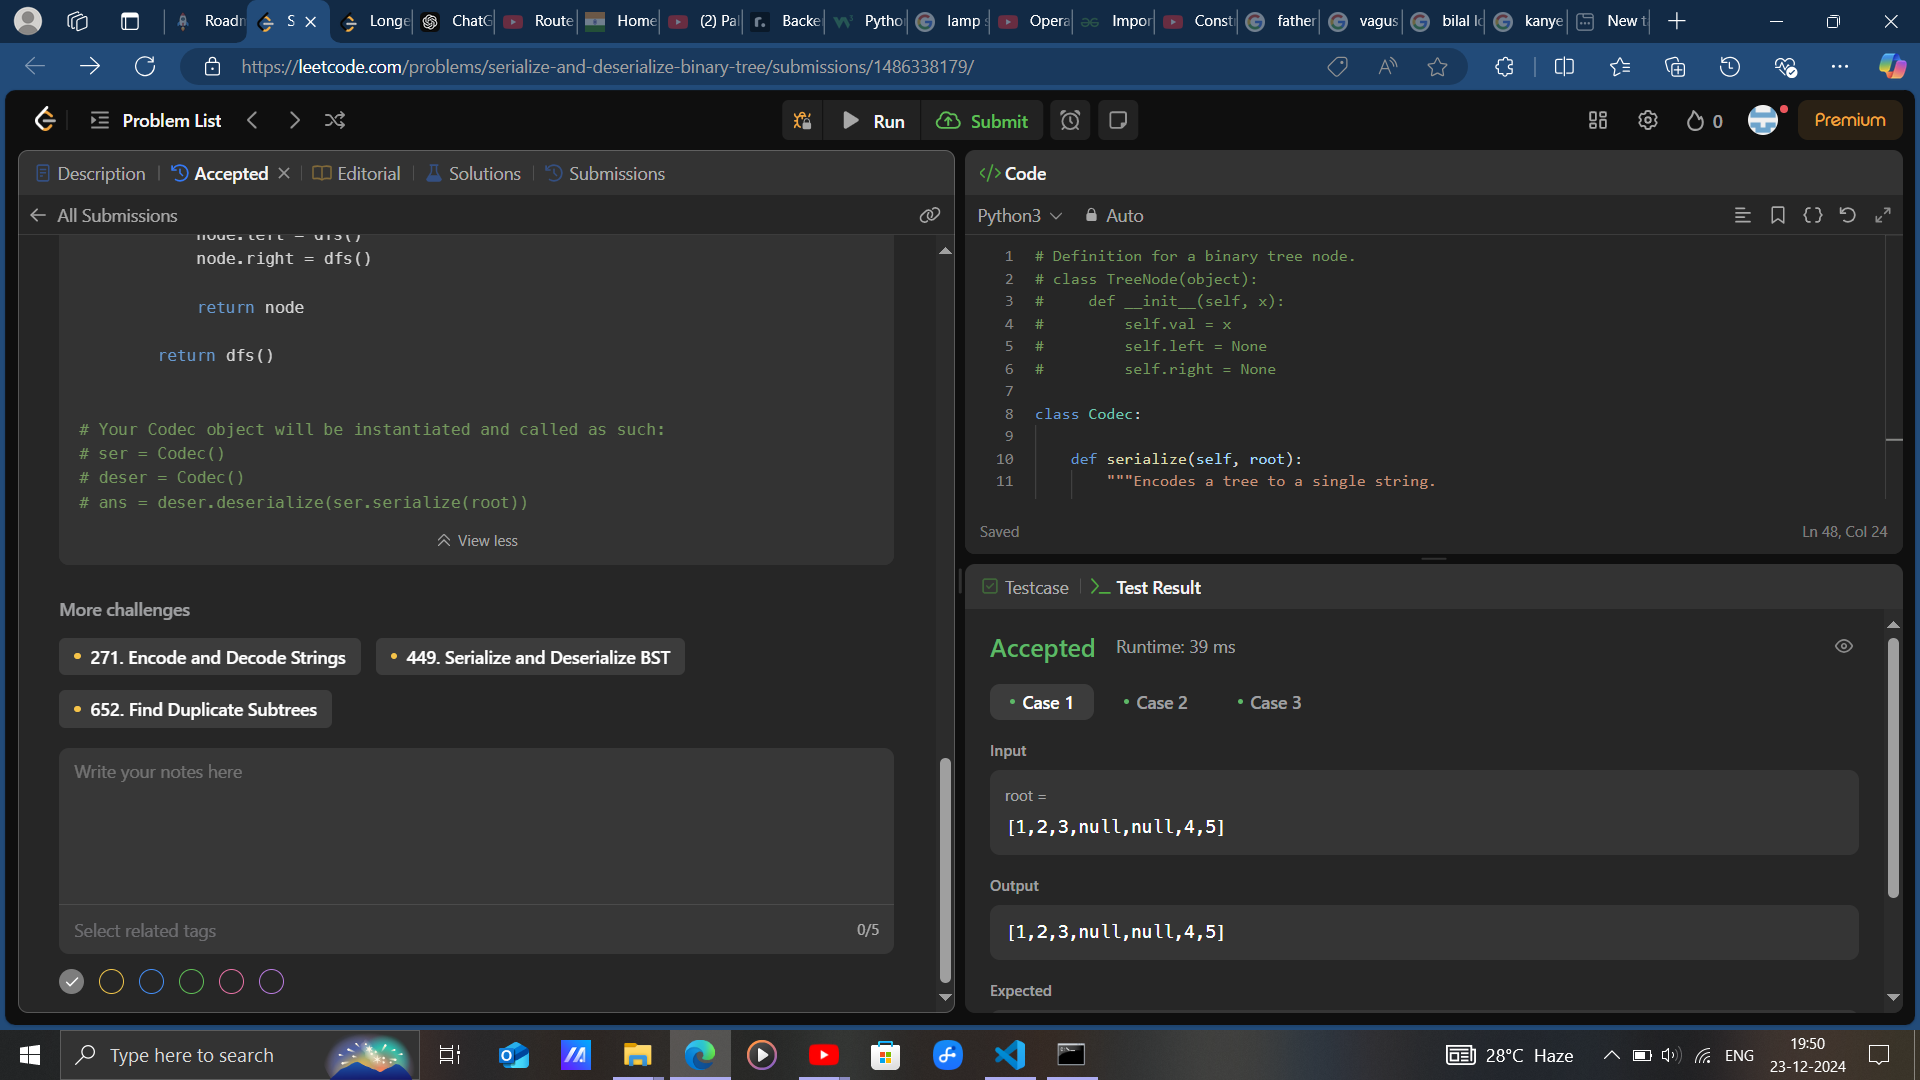 Roadn
S
Longe
ChatG
Route
Home
(2) Pal
Backe
Pytho
lamp s
Opera
Impor
Const
father
vagus
bilal lo
kanye
New t
https://leetcode.com/problems/serialize-and-deserialize-binary-tree/submissions/1486338179/
Problem List
Run
Submit
0
Premium
Description
Accepted
Editorial
Solutions
Submissions
All Submissions
node.left = dfs()
node.right = dfs()
return node
return dfs()
# Your Codec object will be instantiated and called as such:
# ser = Codec()
# deser = Codec()
# ans = deser.deserialize(ser.serialize(root))
View less
More challenges
271. Encode and Decode Strings
449. Serialize and Deserialize BST
652. Find Duplicate Subtrees
Write your notes here
Select related tags
0/5
</> Code
Python3
Auto
1 # Definition for a binary tree node.
2 # class TreeNode(object):
3 #     def __init__(self, x):
4 #         self.val = x
5 #         self.left = None
6 #         self.right = None
7
8 class Codec:
9
10     def serialize(self, root):
11         """Encodes a tree to a single string.
Saved
Ln 48, Col 24
Testcase
Test Result
Accepted
Runtime: 39 ms
Case 1
Case 2
Case 3
Input
root =
[1,2,3,null,null,4,5]
Output
[1,2,3,null,null,4,5]
Expected
Type here to search
28°C Haze
ENG
19:50
23-12-2024